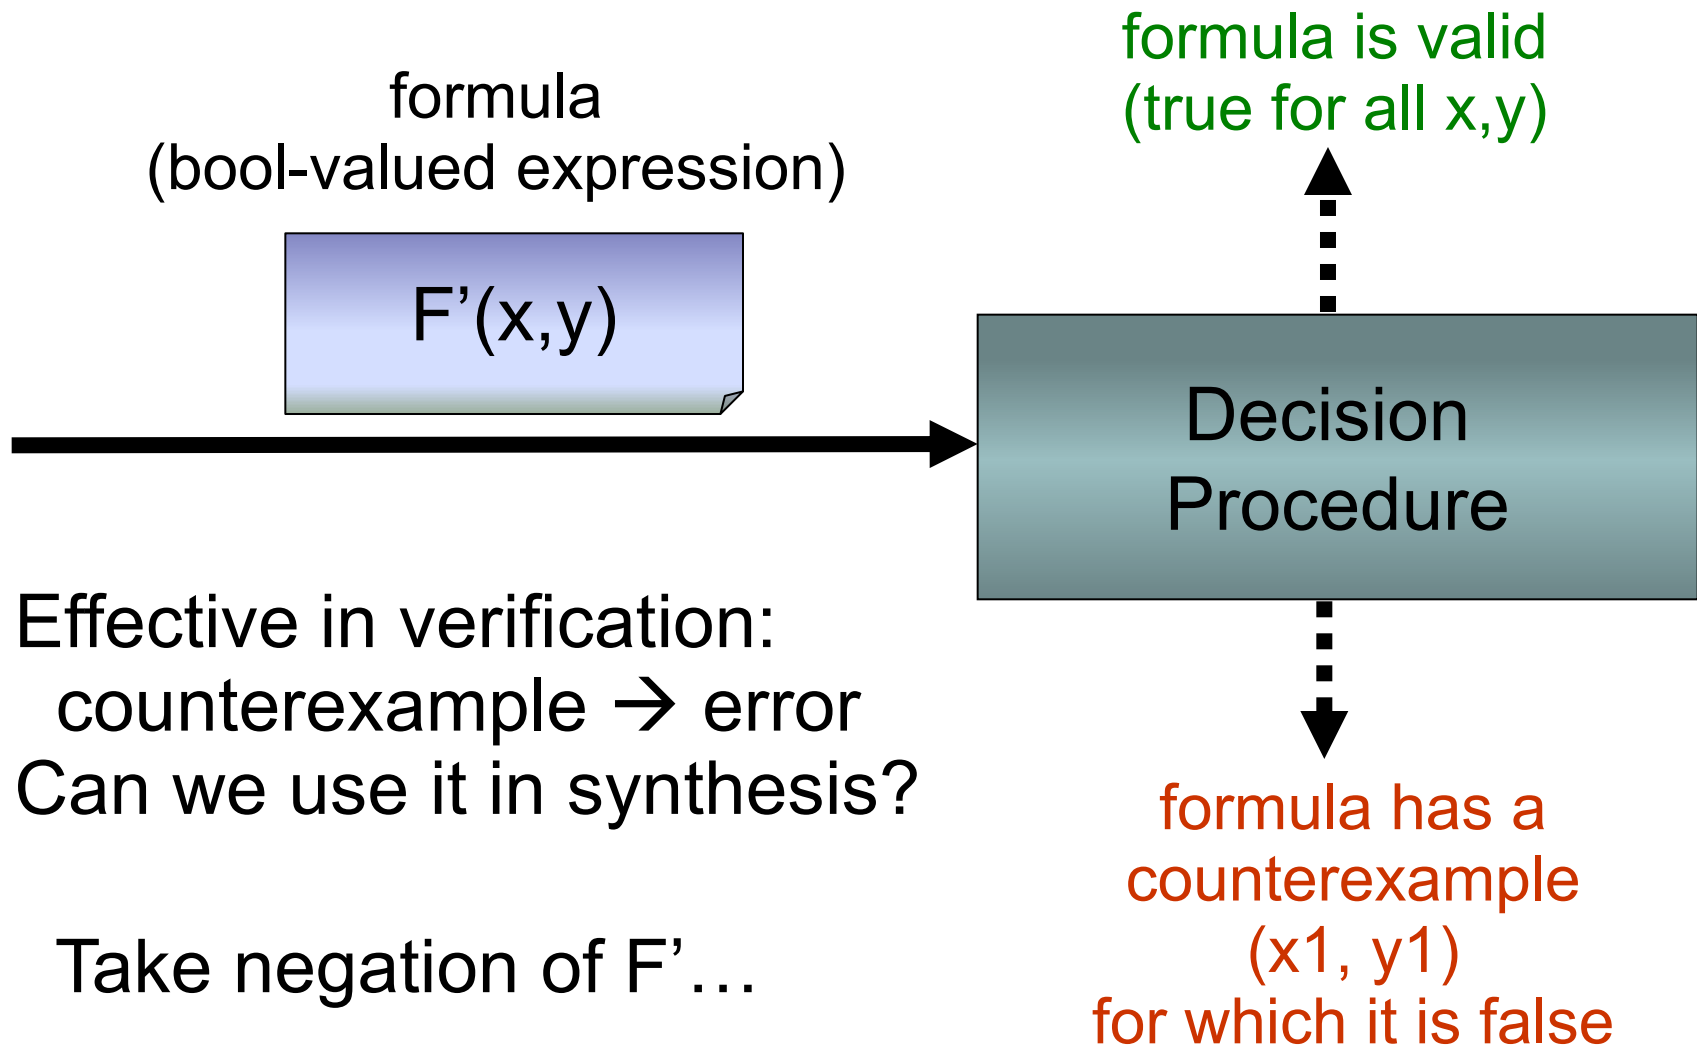 formula
(bool-valued expression)
F’(x,y)
formula is valid
(true for all x,y)
Decision
Procedure
Effective in verification:
counterexample → error
Can we use it in synthesis?
Take negation of F’…
formula has a
counterexample
(x1, y1)
for which it is false